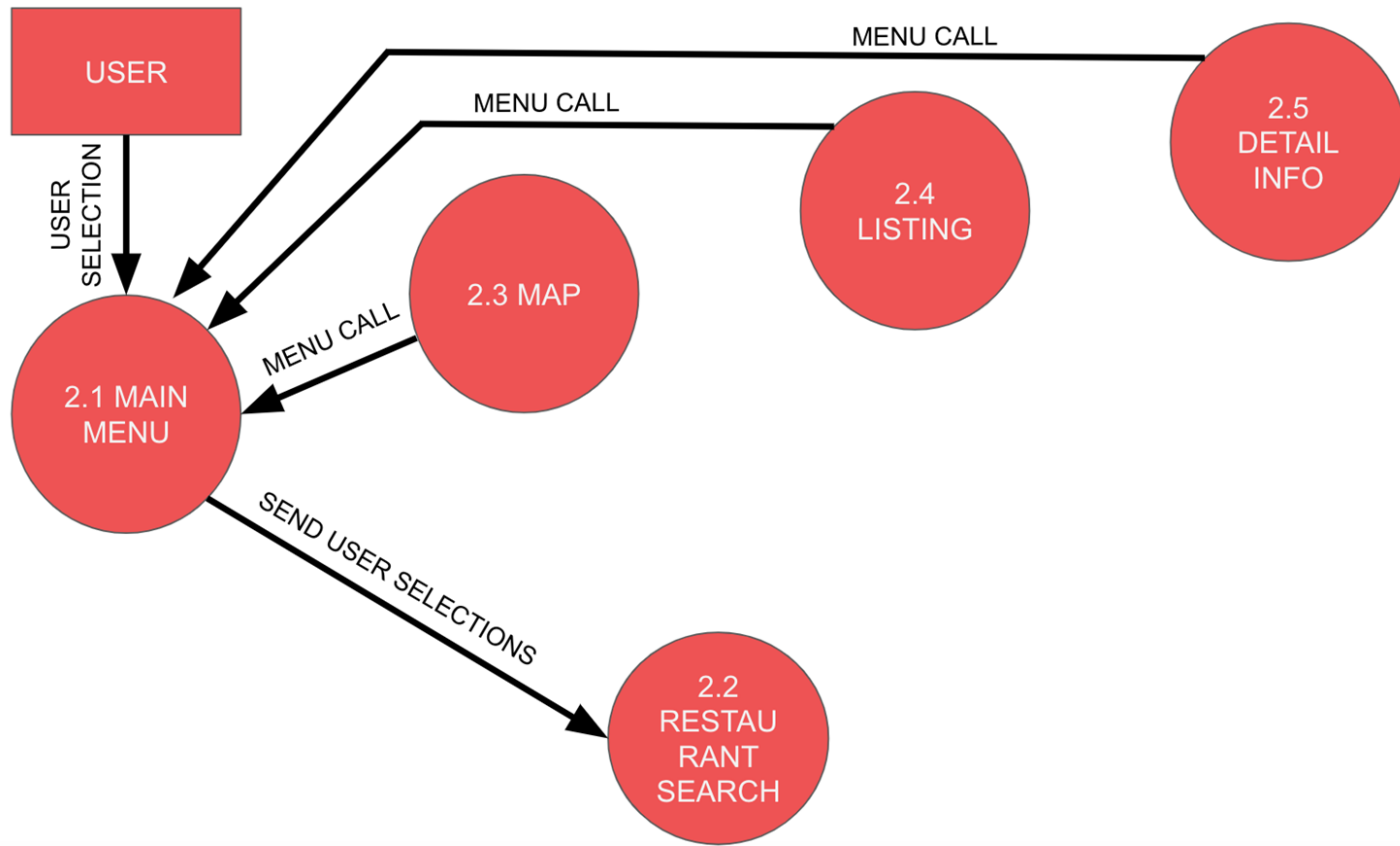 USER
MENU CALL
MENU CALL
2.5
DETAIL
INFO
USER
SELECTION
2.4
LISTING
2.3 MAP
MENU CALL
2.1 MAIN
MENU
SEND USER SELECTIONS
2.2
RESTAU
RANT
SEARCH